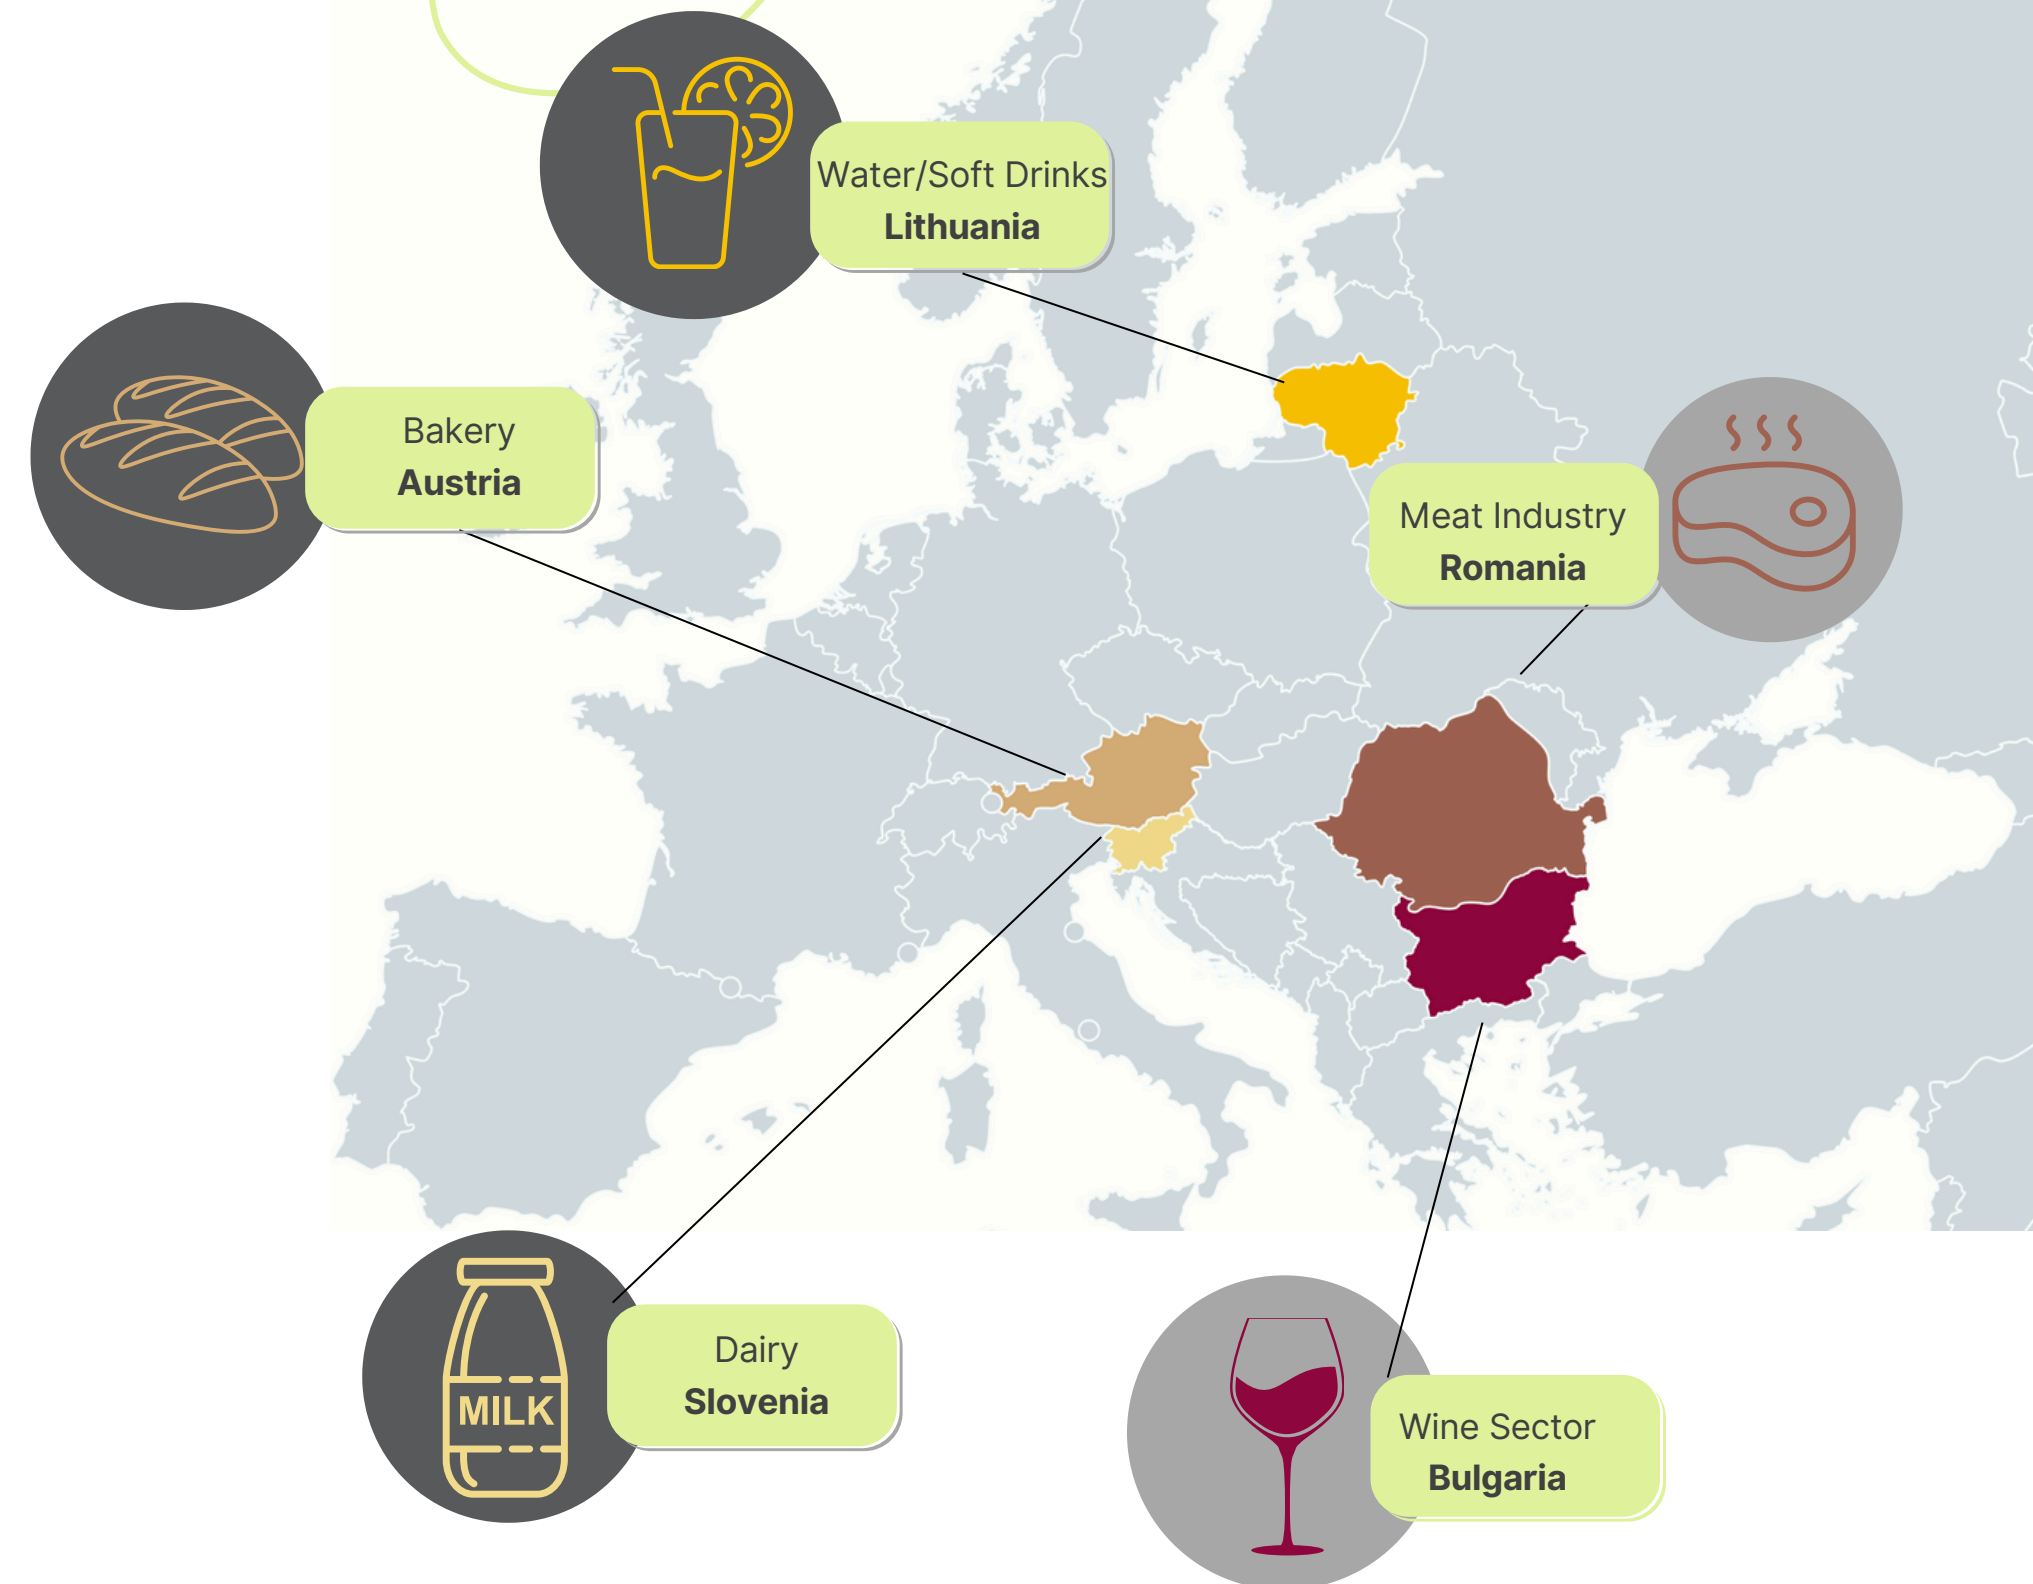 Water/Soft Drinks
Lithuania
Bakery
Austria
Meat Industry
Romania
MILK
Dairy
Slovenia
Wine Sector
Bulgaria